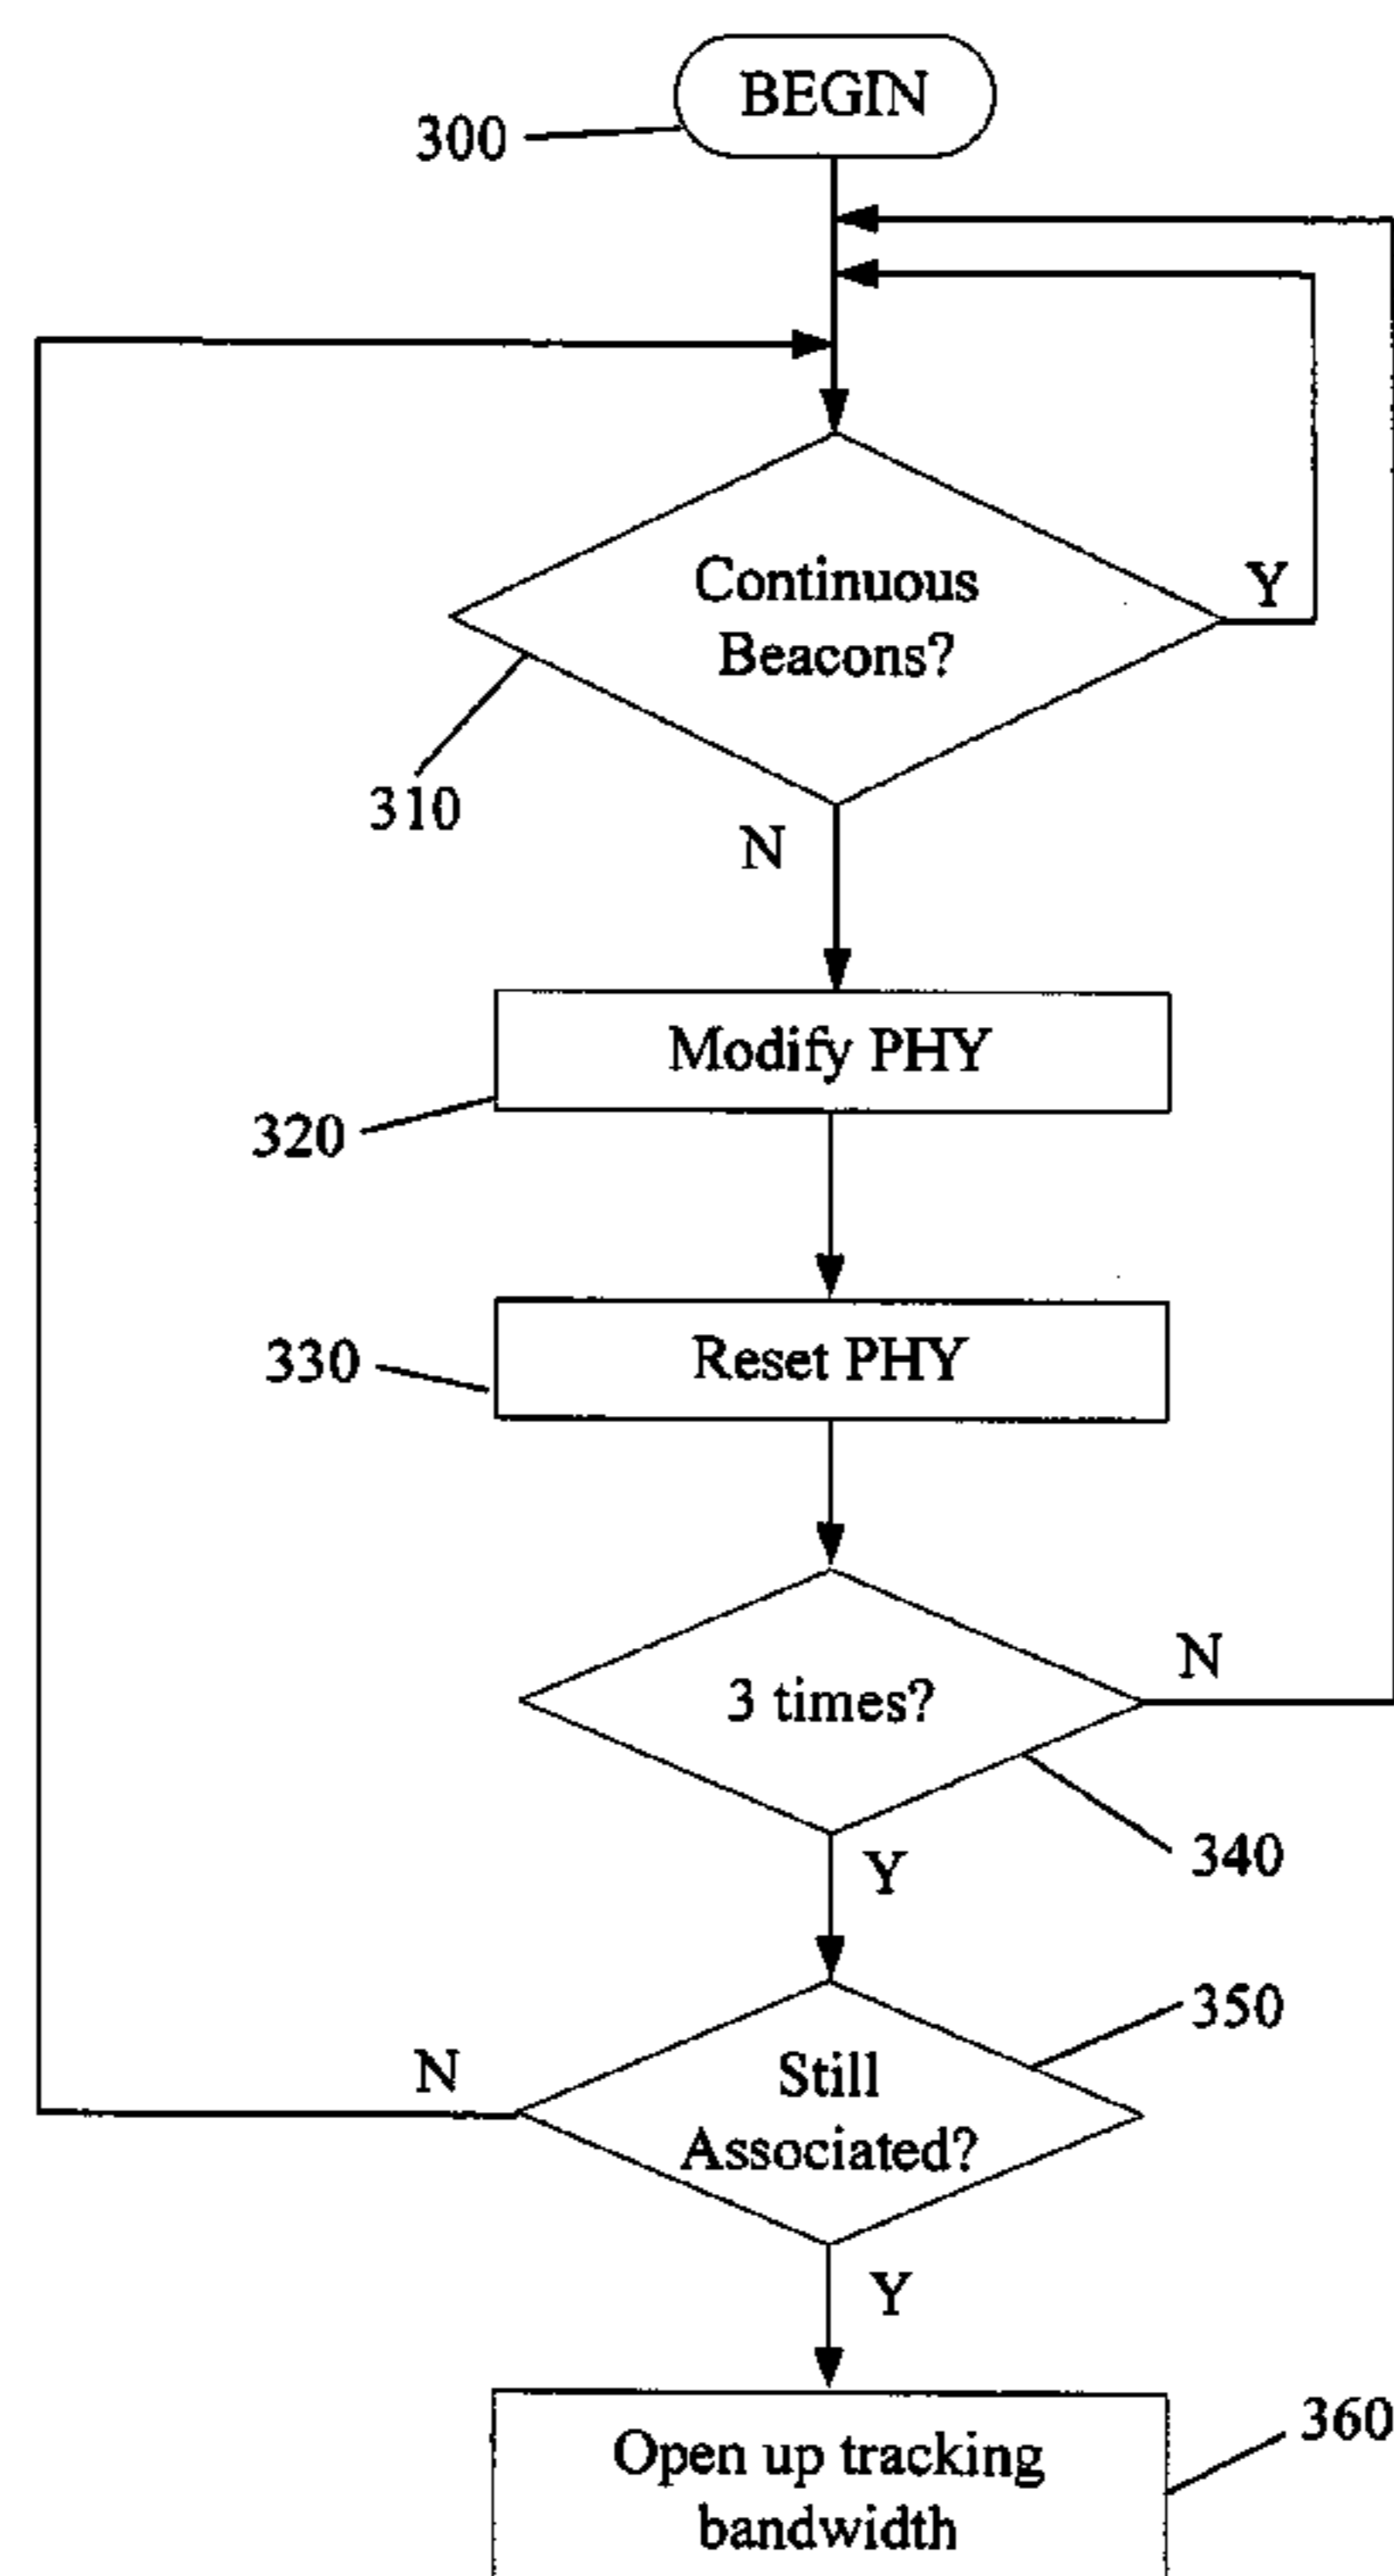 BEGIN
300
Continuous
Beacons?
Y
310
N
Modify PHY
320
Reset PHY
330
3 times?
N
340
Y
350
Still
Associated?
N
Y
360
Open up tracking
bandwidth